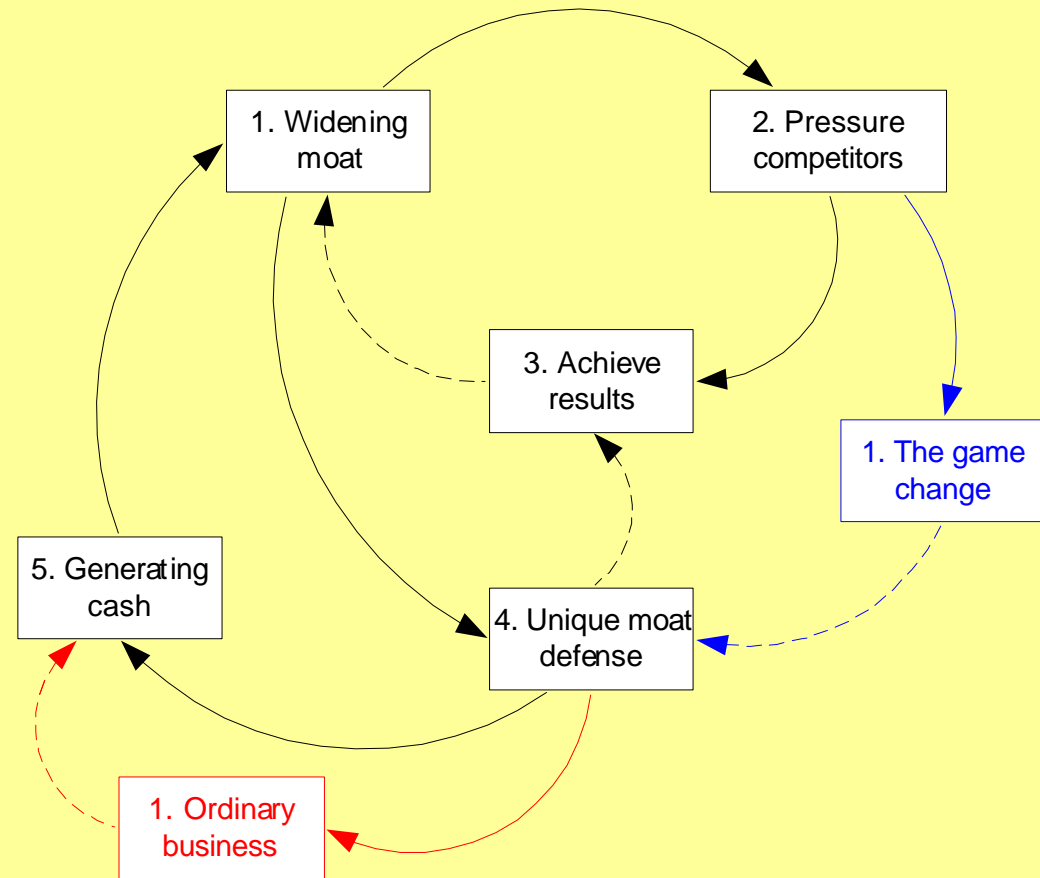 1. Widening
moat
2. Pressure
competitors
3. Achieve
results
1. The game
change
5. Generating
cash
4. Unique moat
defense
1. Ordinary
business